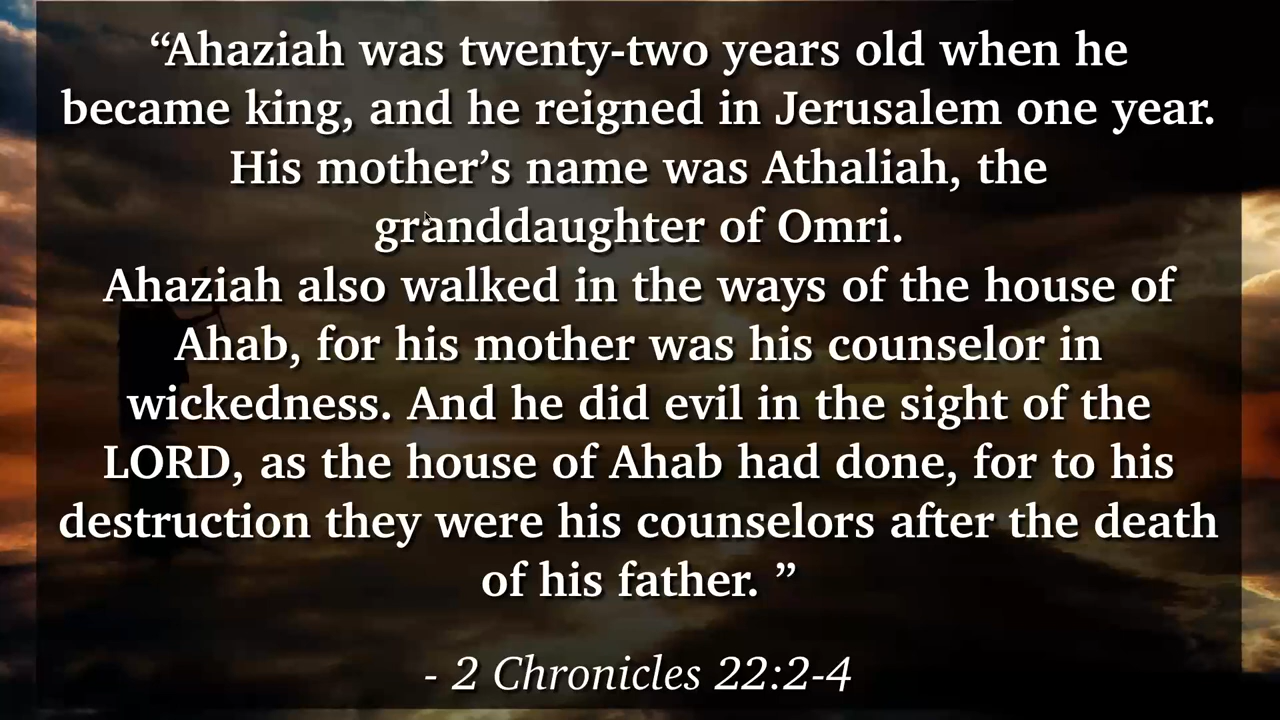 “Ahaziah was twenty-two years old when he
became king, and he reigned in Jerusalem one year.
His mother’s name was Athaliah, the
granddaughter of Omri.
Ahaziah also walked in the ways of the house of
Ahab, for his mother was his counselor in
wickedness. And he did evil in the sight of the
LORD, as the house of Ahab had done, for to his
destruction they were his counselors after the death
of his father. ”
- 2 Chronicles 22:2-4